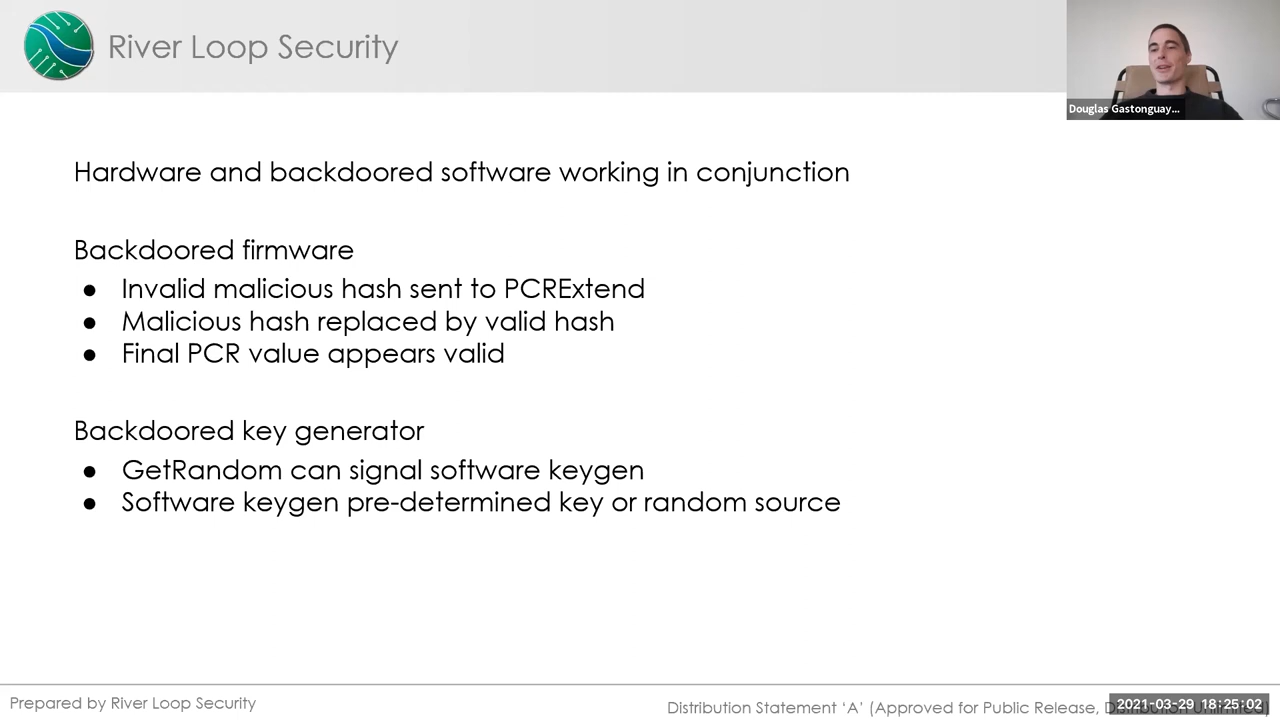 River Loop Security
Douglas Gastonguay...
Hardware and backdoored software working in conjunction
Backdoored firmware
● Invalid malicious hash sent to PCRExtend
● Malicious hash replaced by valid hash
● Final PCR value appears valid
Backdoored key generator
● GetRandom can signal software keygen
● Software keygen pre-determined key or random source
Prepared by River Loop Security
Distribution Statement ‘A’ (Approved for Public Release, Distribution Unlimited)
2021-03-29 18:25:02